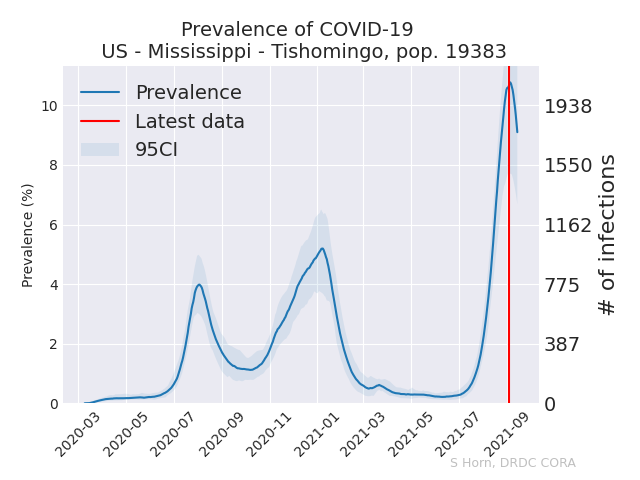 Prevalence of COVID-19
US - Mississippi - Tishomingo, pop. 19383
Prevalence
Latest data
95CI
Prevalence (%)
10
8
6
4
2
0
1938
1550
1162
775
387
0
# of infections
2020-03
2020-05
2020-07
2020-09
2020-11
2021-01
2021-03
2021-05
2021-07
2021-09
S Horn, DRDC CORA